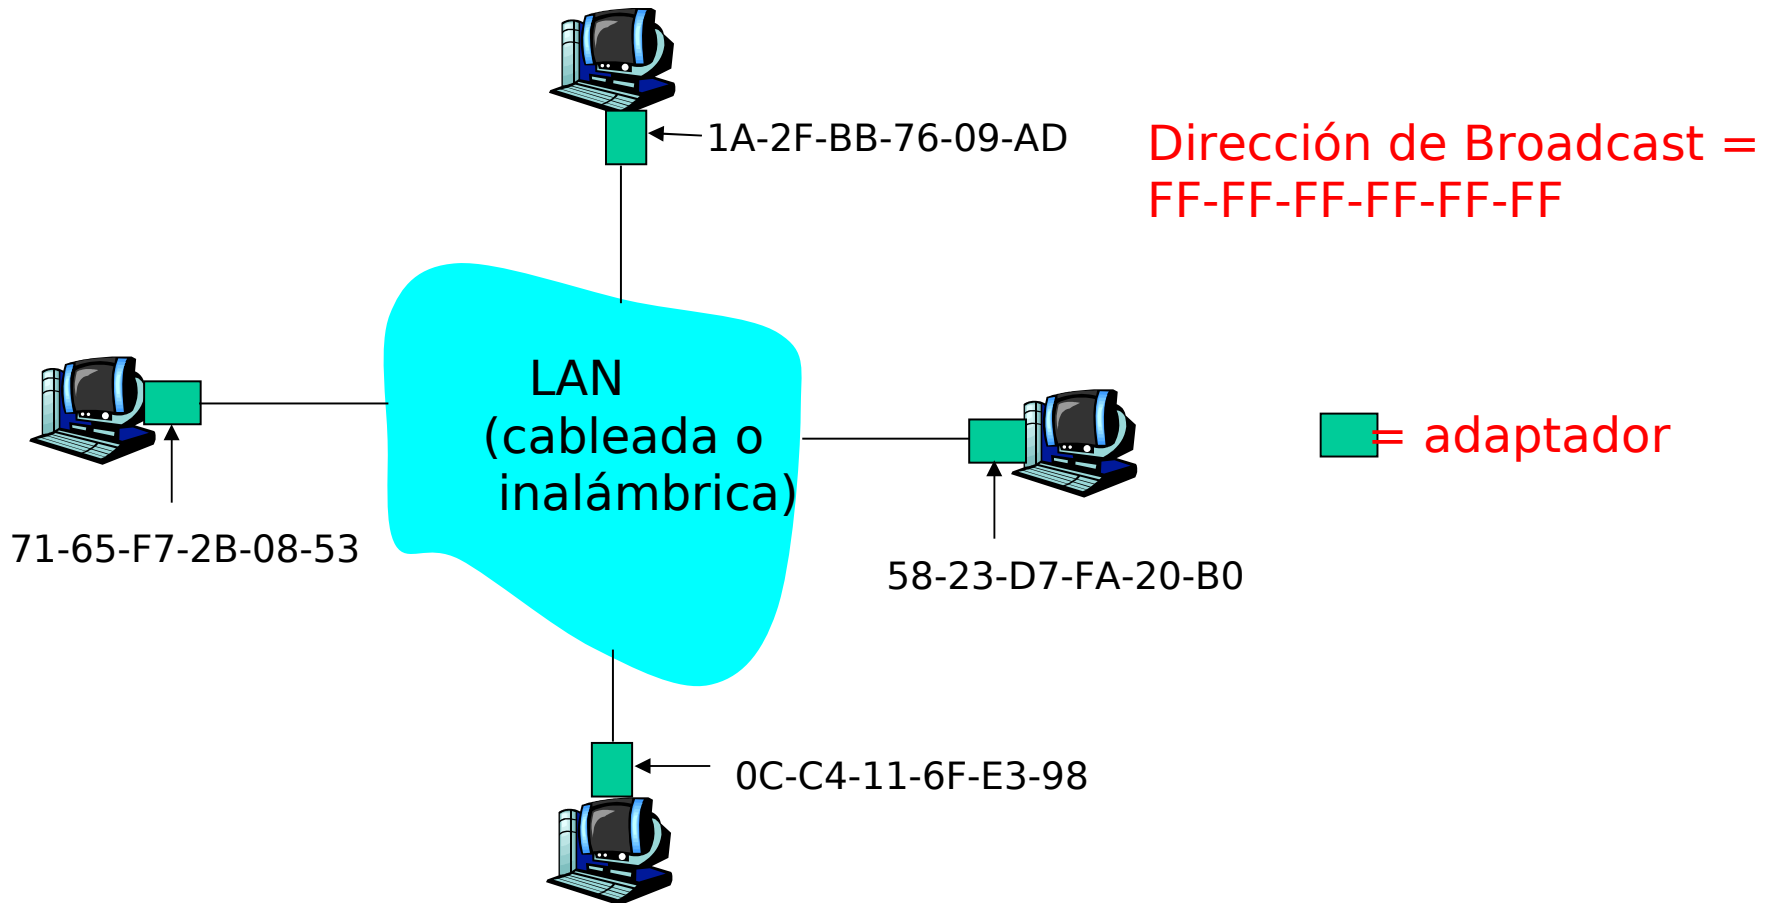 1A-2F-BB-76-09-AD
Dirección de Broadcast =
FF-FF-FF-FF-FF-FF
LAN
(cableada o
inalámbrica)
= adaptador
71-65-F7-2B-08-53
58-23-D7-FA-20-B0
0C-C4-11-6F-E3-98